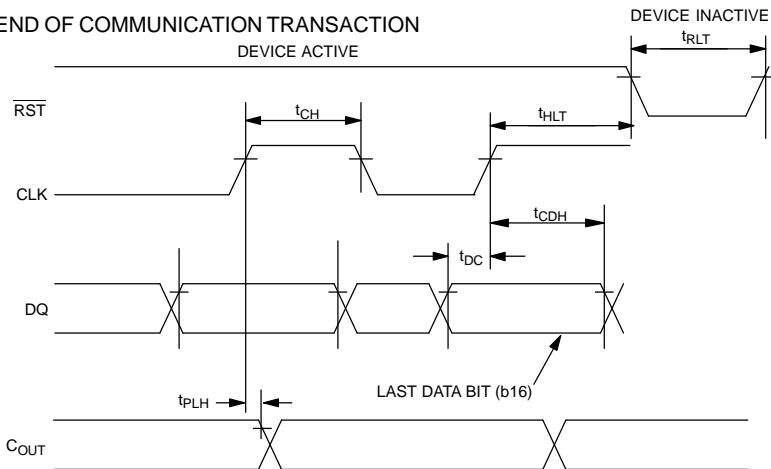 END OF COMMUNICATION TRANSACTION
DEVICE INACTIVE
DEVICE ACTIVE
tRLT
RST
tCH
tHLT
CLK
tCDH
tDC
DQ
LAST DATA BIT (b16)
tPLH
COUT